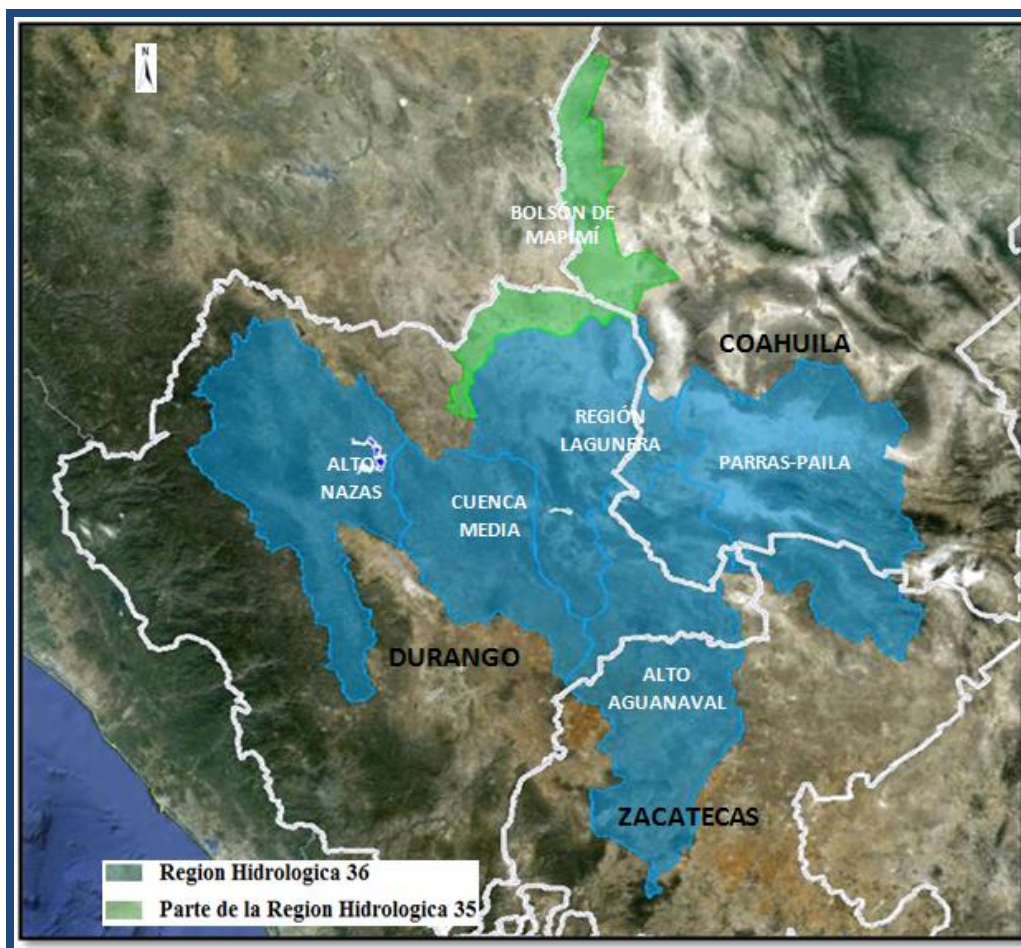 N
BOLSÓN DE
MAPIMÍ
COAHUILA
REGIÓN
LAGUNERA
PARRAS-PAILA
ALTO
NAZAS
CUENCA
MEDIA
DURANGO
ALTO
AGUANAVAL
ZACATECAS
Region Hidrologica 36
Parte de la Region Hidrologica 35